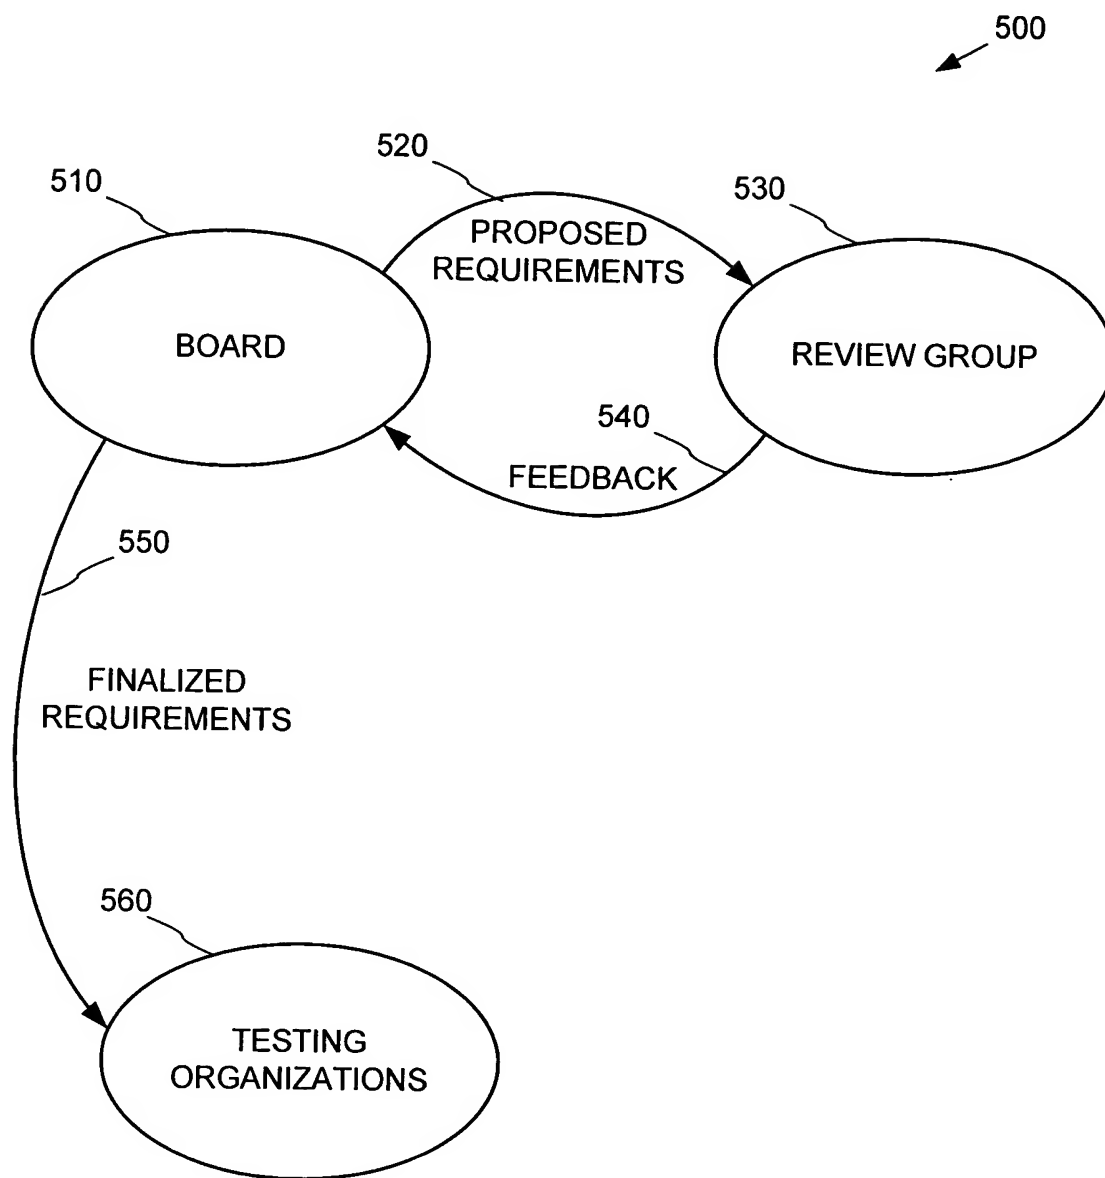 500
520
510
530
PROPOSED
REQUIREMENTS
BOARD
REVIEW GROUP
540
FEEDBACK
550
FINALIZED
REQUIREMENTS
560
TESTING
ORGANIZATIONS